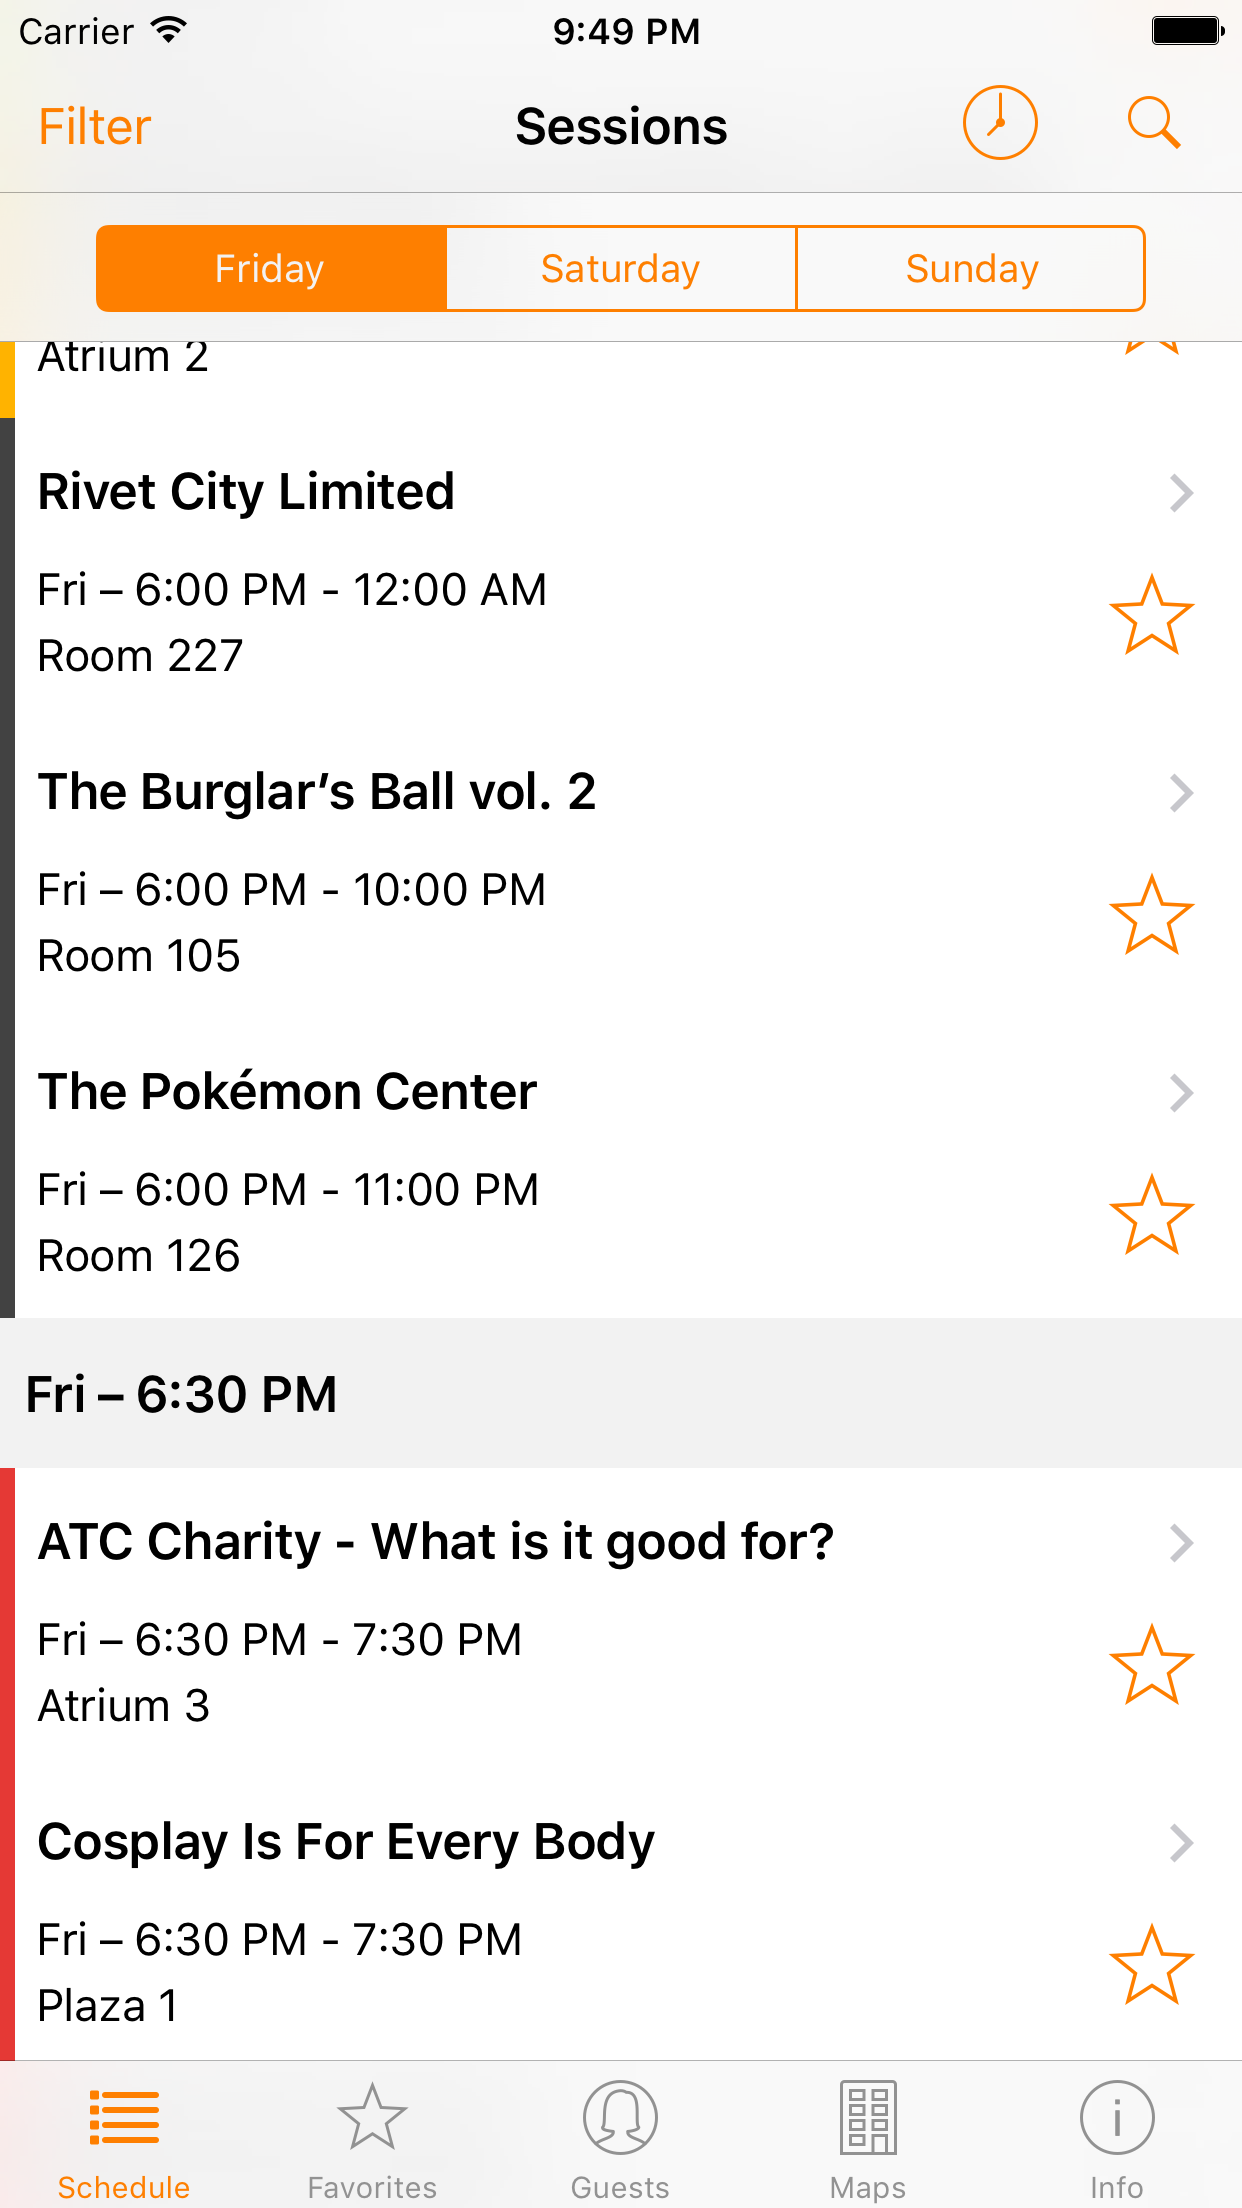 Carrier 9:49 PM
Filter Sessions
Friday Saturday Sunday
Atrium 2
Rivet City Limited
Fri – 6:00 PM - 12:00 AM
Room 227
The Burglar’s Ball vol. 2
Fri – 6:00 PM - 10:00 PM
Room 105
The Pokémon Center
Fri – 6:00 PM - 11:00 PM
Room 126
Fri – 6:30 PM
ATC Charity - What is it good for?
Fri – 6:30 PM - 7:30 PM
Atrium 3
Cosplay Is For Every Body
Fri – 6:30 PM - 7:30 PM
Plaza 1
Schedule Favorites Guests Maps Info